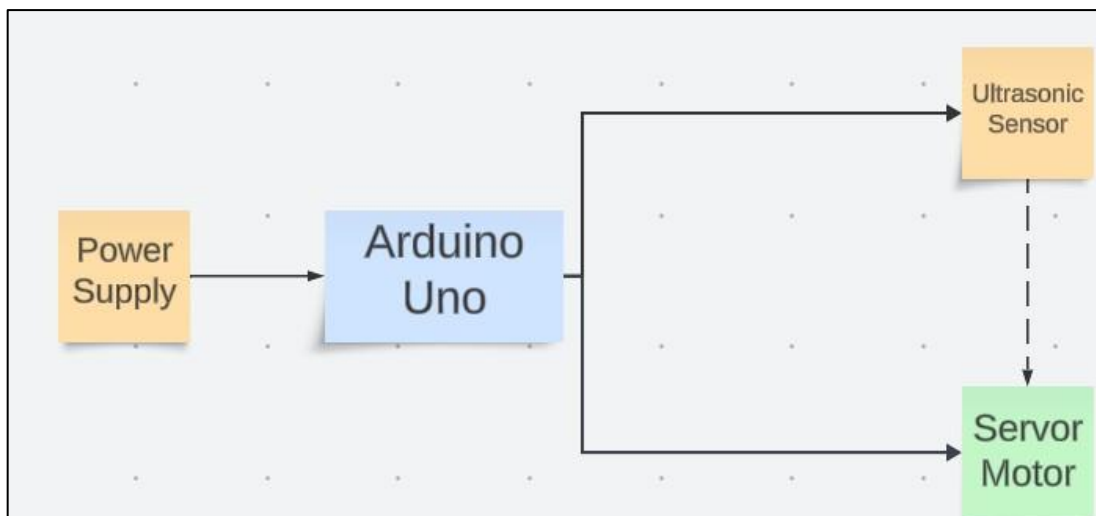 Power
Supply
Arduino
Uno
Ultrasonic
Sensor
Servor
Motor